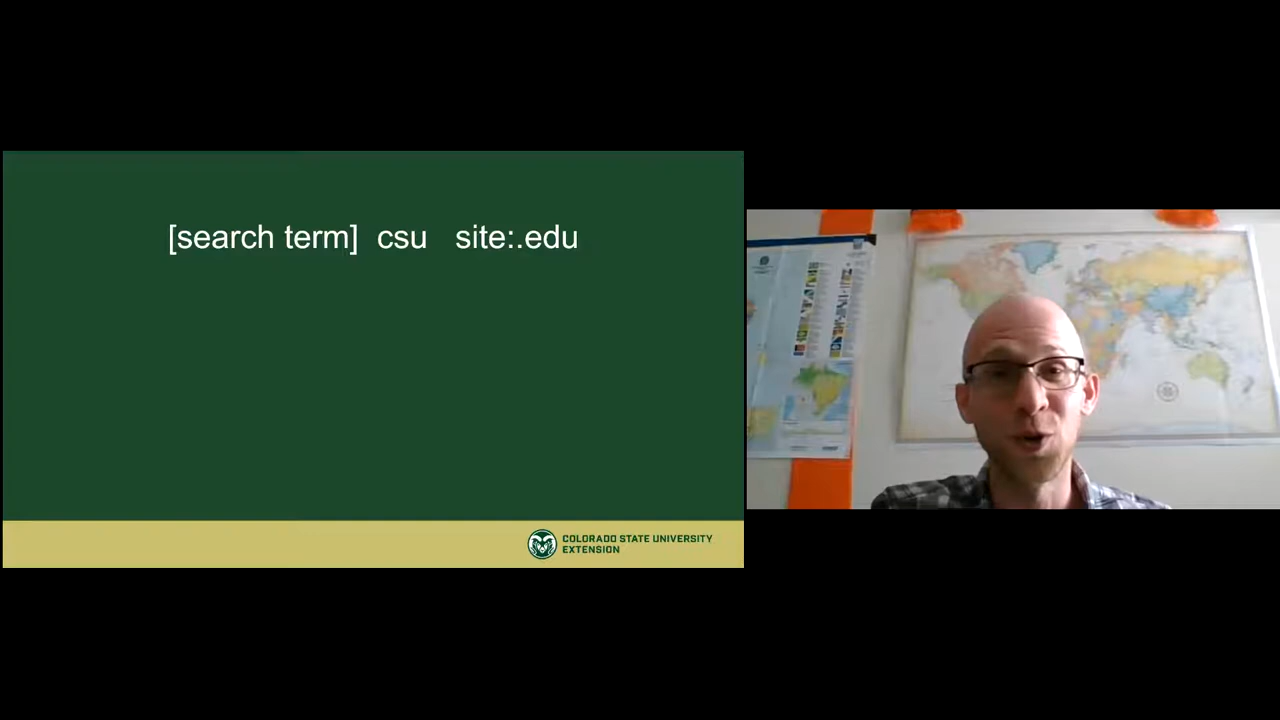 [search term] csu site:.edu
COLORADO STATE UNIVERSITY
EXTENSION